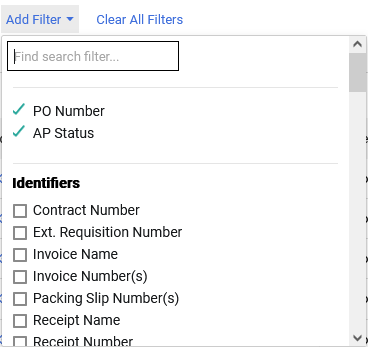 Add Filter Clear All Filters
Find search filter...
PO Number
AP Status
Identifiers
Contract Number
Ext. Requisition Number
Invoice Name
Invoice Number(s)
Packing Slip Number(s)
Receipt Name
Receipt Number